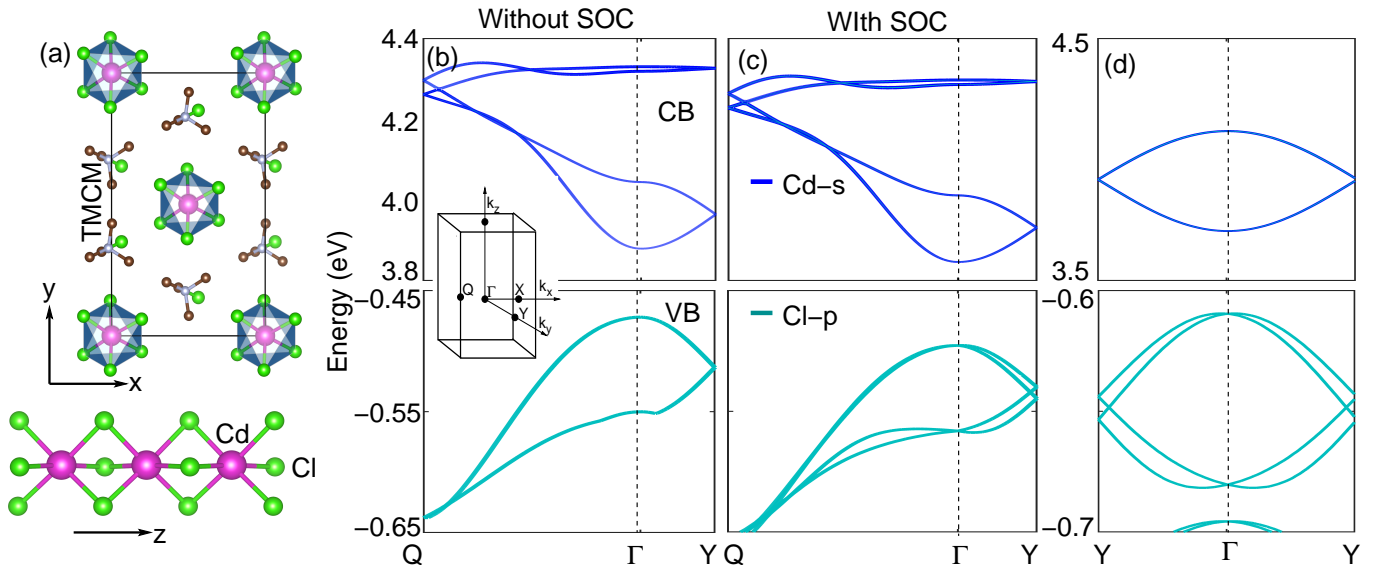 Without SOC
WIth SOC
(a)
(b)
(c)
(d)
4.4
4.2
4.0
3.8
4.5
3.5
CB
Cd–s
TMCM
k_z
Q
Γ
X
k_x
Y
k_y
Energy (eV)
−0.45
−0.55
−0.65
VB
Cl–p
−0.6
−0.7
y
x
Cd
Cl
z
Q
Γ
Y
Q
Γ
Y
Y
Γ
Y